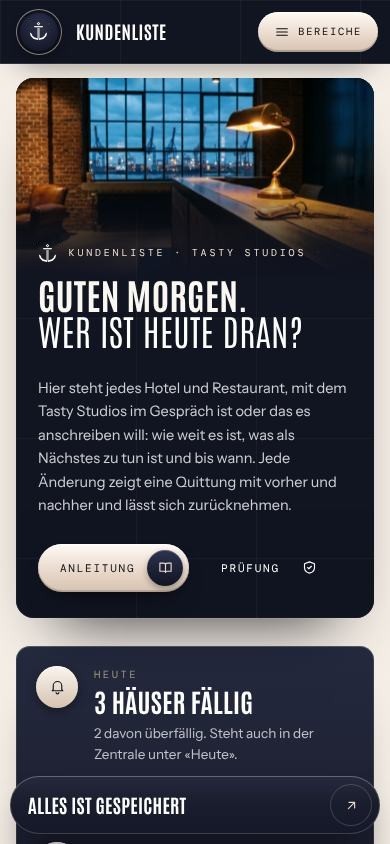 KUNDENLISTE
BEREICHE
KUNDENLISTE · TASTY STUDIOS
GUTEN MORGEN.
WER IST HEUTE DRAN?
Hier steht jedes Hotel und Restaurant, mit dem
Tasty Studios im Gespräch ist oder das es
anschreiben will: wie weit es ist, was als
Nächstes zu tun ist und bis wann. Jede
Änderung zeigt eine Quittung mit vorher und
nachher und lässt sich zurücknehmen.
ANLEITUNG
PRÜFUNG
HEUTE
3 HÄUSER FÄLLIG
2 davon überfällig. Steht auch in der
Zentrale unter «Heute».
ALLES IST GESPEICHERT